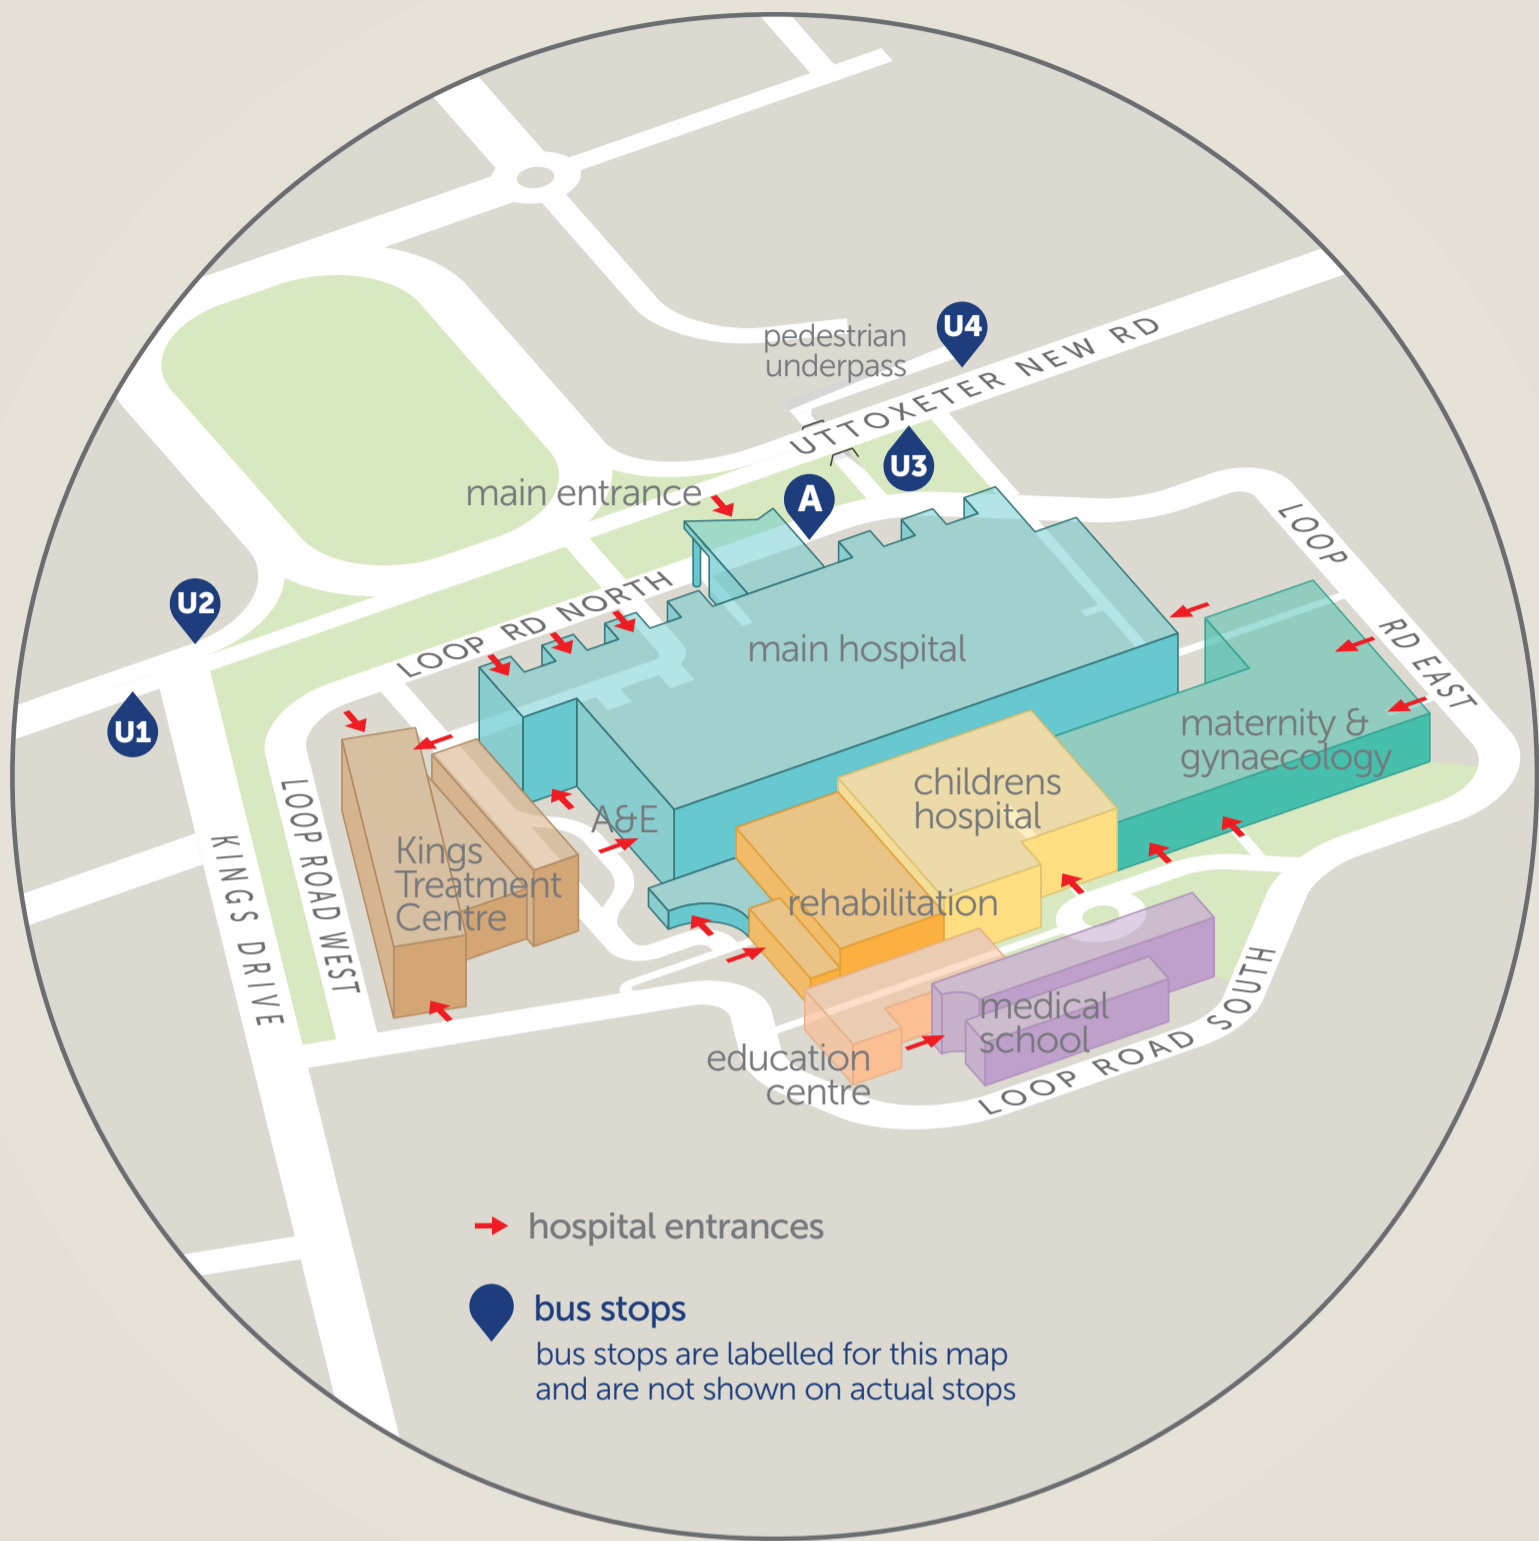 pedestrian
underpass
U4
UTTOXETER NEW RD
U3
main entrance
A
LOOP
U2
LOOP RD NORTH
main hospital
RD EAST
U1
maternity &
gynaecology
childrens
hospital
A&E
LOOP ROAD WEST
KINGS DRIVE
Kings
Treatment
Centre
rehabilitation
medical
school
LOOP ROAD SOUTH
education
centre
hospital entrances
bus stops
bus stops are labelled for this map
and are not shown on actual stops